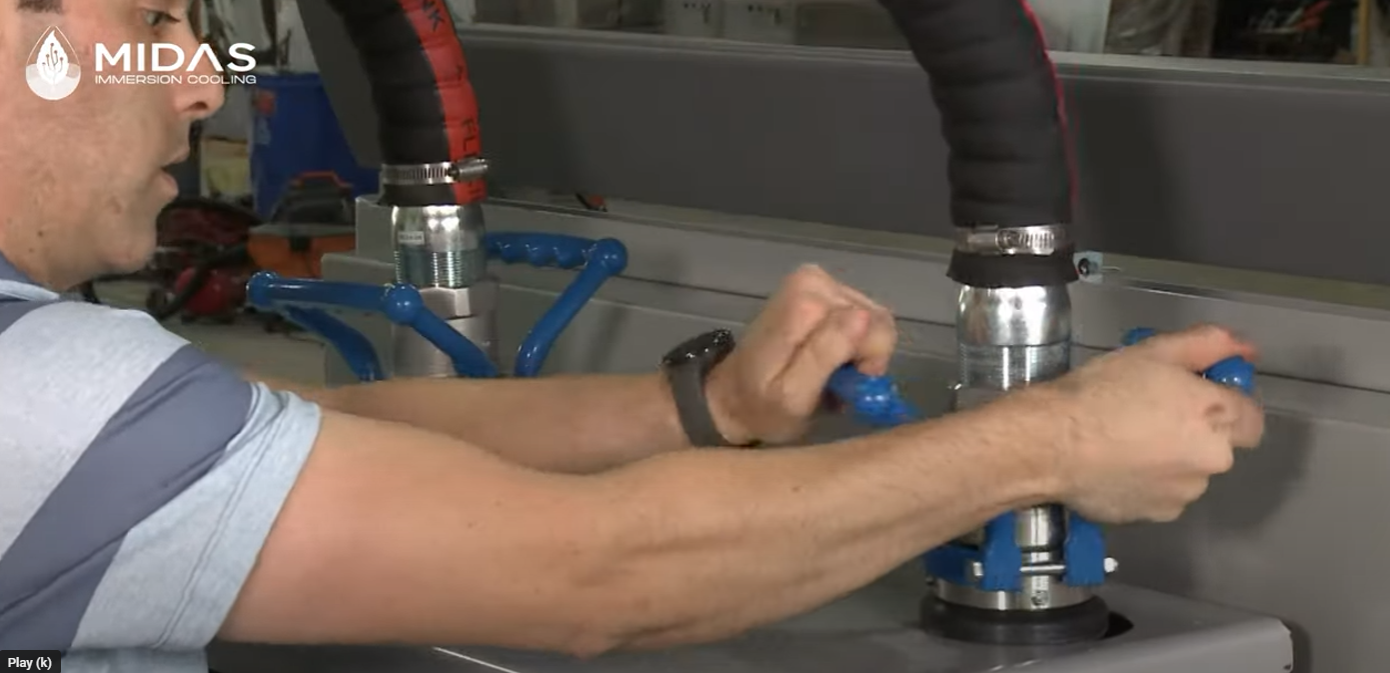 MIDAS
IMMERSION COOLING
Play (k)